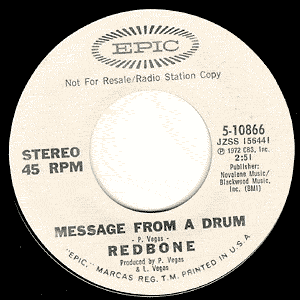 EPIC
Not For Resale/Radio Station Copy
STEREO
45 RPM
5-10866
JZSS 156441
℗ 1972 CBS, Inc.
2:51
Publisher:
Novalene Music/
Blackwood Music,
Inc. (BMI)
MESSAGE FROM A DRUM
- P. Vegas -
REDBONE
Produced by P. Vegas
& L. Vegas
"EPIC," MARCAS REG. T.M. PRINTED IN U.S.A.